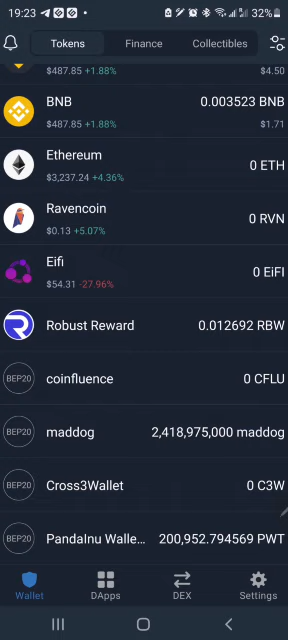 19:23 32%
Tokens Finance Collectibles
$487.85 +1.88% $4.50
BNB 0.003523 BNB
$487.85 +1.88% $1.71
Ethereum
$3,237.24 +4.36% 0 ETH
Ravencoin
$0.13 +5.07% 0 RVN
Eifi
$54.31 -27.96% 0 EiFI
Robust Reward 0.012692 RBW
BEP20 coinfluence 0 CFLU
BEP20 maddog 2,418,975,000 maddog
BEP20 Cross3Wallet 0 C3W
BEP20 PandaInu Walle... 200,952.794569 PWT
Wallet DApps DEX Settings